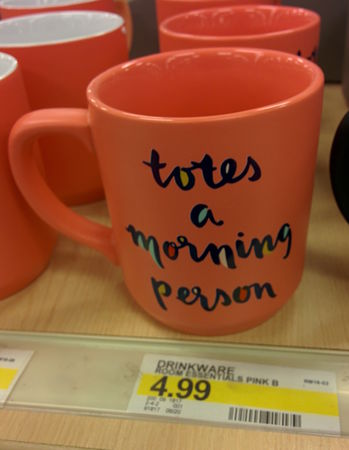 totes
a
morning
person
DRINKWARE
ROOM ESSENTIALS PINK B
4.99